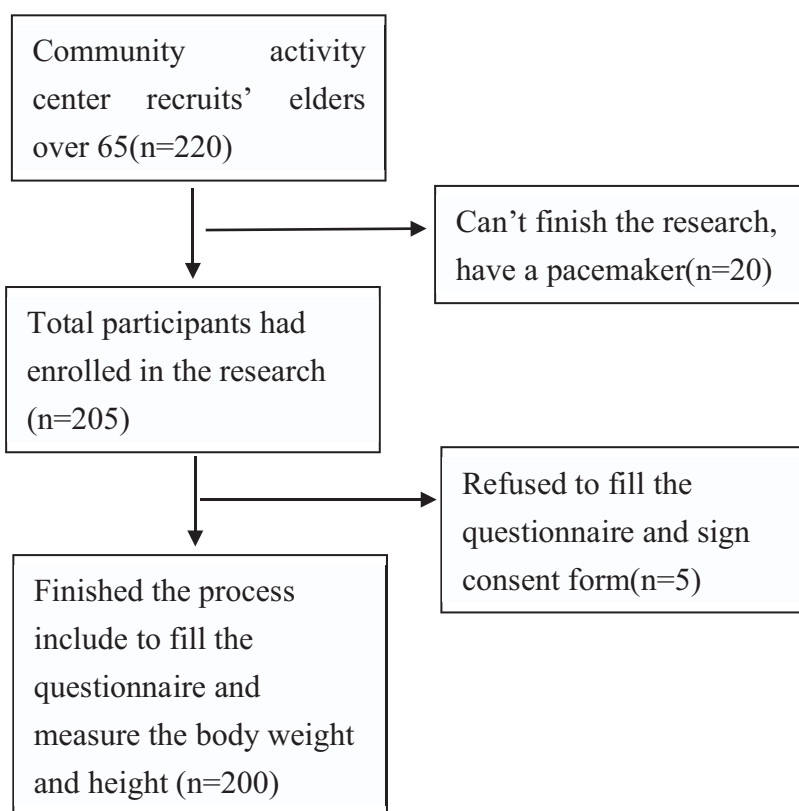 Community activity
center recruits’ elders
over 65(n=220)
Can’t finish the research,
have a pacemaker(n=20)
Total participants had
enrolled in the research
(n=205)
Refused to fill the
questionnaire and sign
consent form(n=5)
Finished the process
include to fill the
questionnaire and
measure the body weight
and height (n=200)